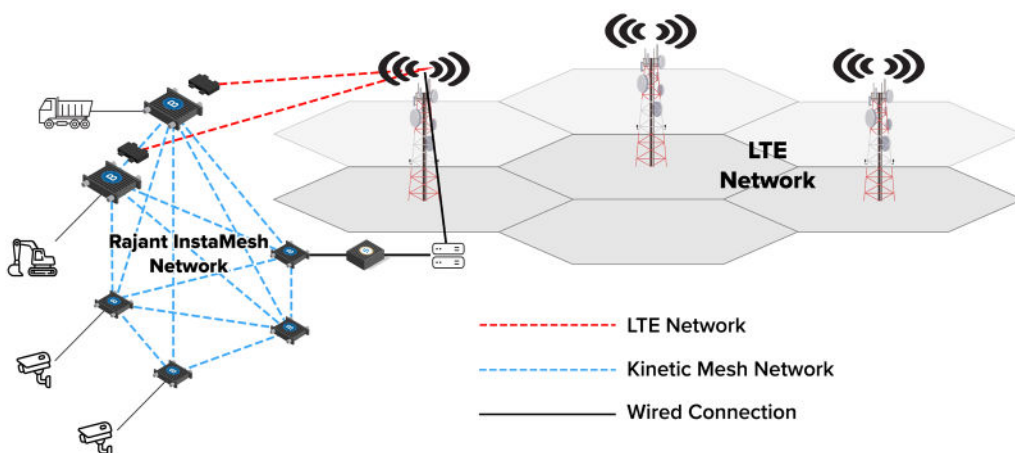 LTE
Network
Rajant InstaMesh
Network
LTE Network
Kinetic Mesh Network
Wired Connection